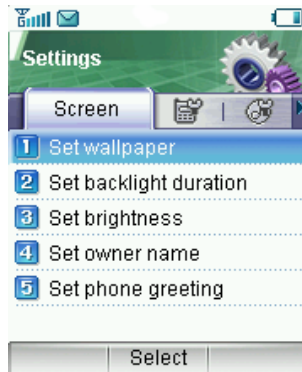 Settings
Screen
1 Set wallpaper
2 Set backlight duration
3 Set brightness
4 Set owner name
5 Set phone greeting
Select